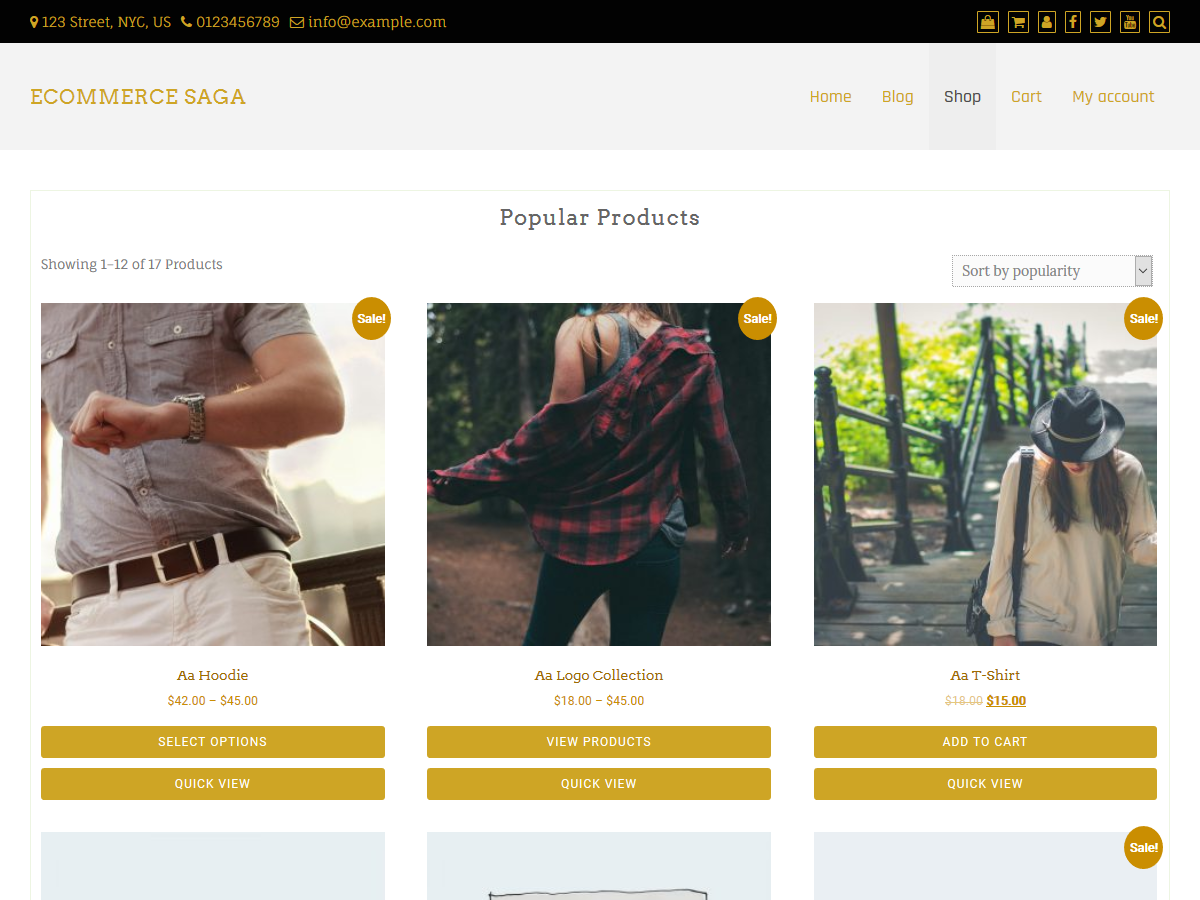 123 Street, NYC, US 0123456789 info@example.com
ECOMMERCE SAGA
Home Blog Shop Cart My account
Popular Products
Showing 1–12 of 17 Products
Sort by popularity
Sale!
Sale!
Sale!
Aa Hoodie
$42.00 – $45.00
SELECT OPTIONS
QUICK VIEW
Aa Logo Collection
$18.00 – $45.00
VIEW PRODUCTS
QUICK VIEW
Aa T-Shirt
$18.00 $15.00
ADD TO CART
QUICK VIEW
Sale!